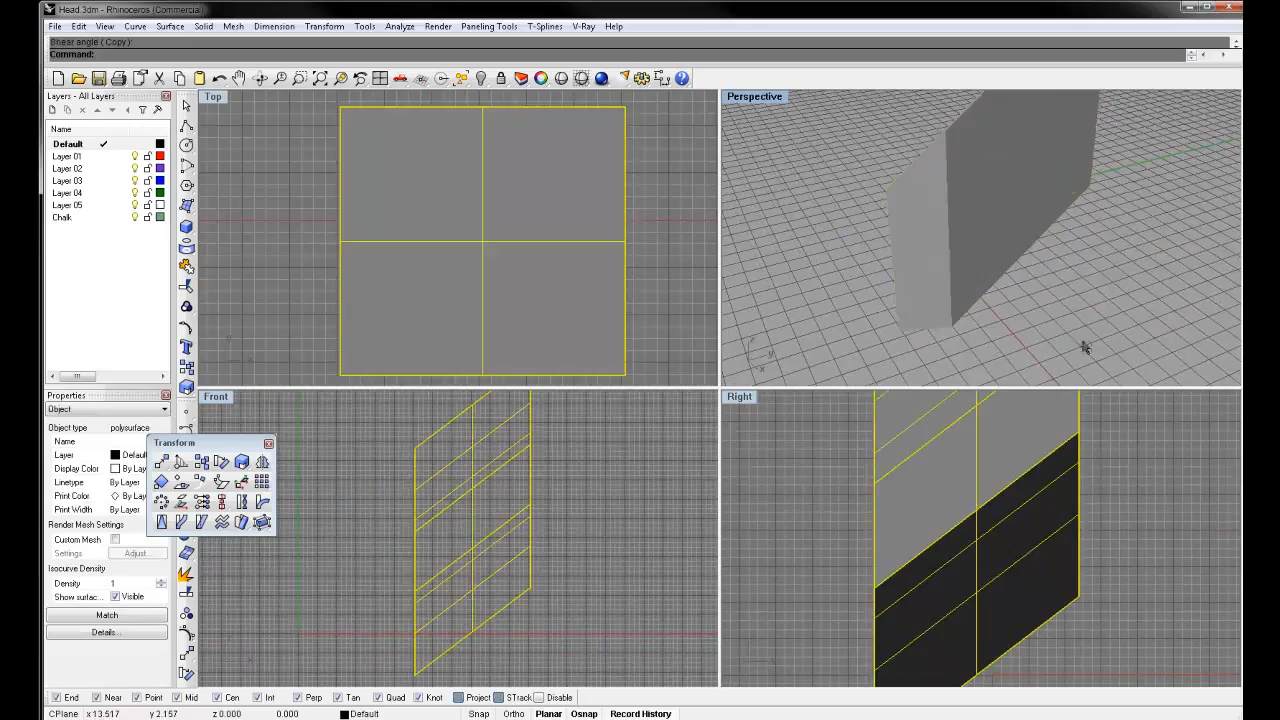 Head.3dm - Rhinoceros (Commercial)
File Edit View Curve Surface Solid Mesh Dimension Transform Tools Analyze Render Paneling Tools T-Splines V-Ray Help
Shear angle ( Copy):
Command:
Layers - All Layers
Name
Default
Layer 01
Layer 02
Layer 03
Layer 04
Layer 05
Chalk
Top
Perspective
z
y
x
Front
Right
Properties
Object
Object type polysurface
Name
Layer Default
Display Color By Lay
Linetype By Layer
Print Color By Lay
Print Width By Layer
Render Mesh Settings
Custom Mesh
Settings Adjust...
Isocurve Density
Density 1
Show surfac... Visible
Match
Details...
Transform
End Near Point Mid Cen Int Perp Tan Quad Knot Project STrack Disable
CPlane x 13.517 y 2.157 z 0.000 0.000 Default Snap Ortho Planar Osnap Record History